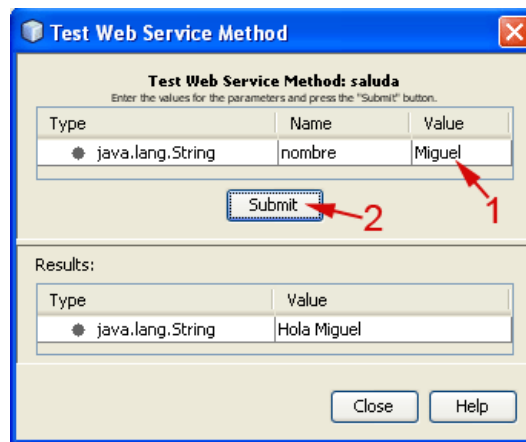 Test Web Service Method
Test Web Service Method: saluda
Enter the values for the parameters and press the "Submit" button.
Type Name Value
java.lang.String nombre Miguel
1
Submit
2
Results:
Type Value
java.lang.String Hola Miguel
Close Help